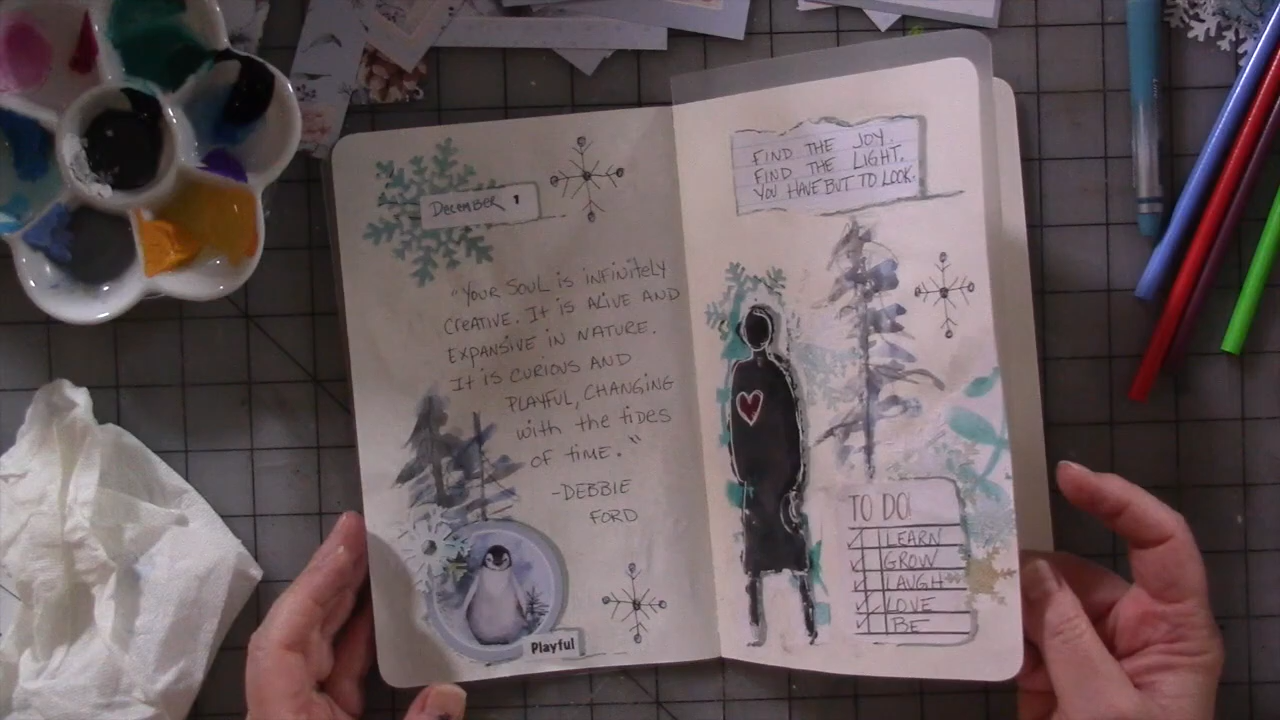 December 1
"YOUR SOUL IS INFINITELY
CREATIVE. IT IS ALIVE AND
EXPANSIVE IN NATURE.
IT IS CURIOUS AND
PLAYFUL, CHANGING
WITH THE TIDES
OF TIME."
-DEBBIE
FORD
Playful
FIND THE JOY.
FIND THE LIGHT.
YOU HAVE BUT TO LOOK.
TO DO
LEARN
GROW
LAUGH
LOVE
BE